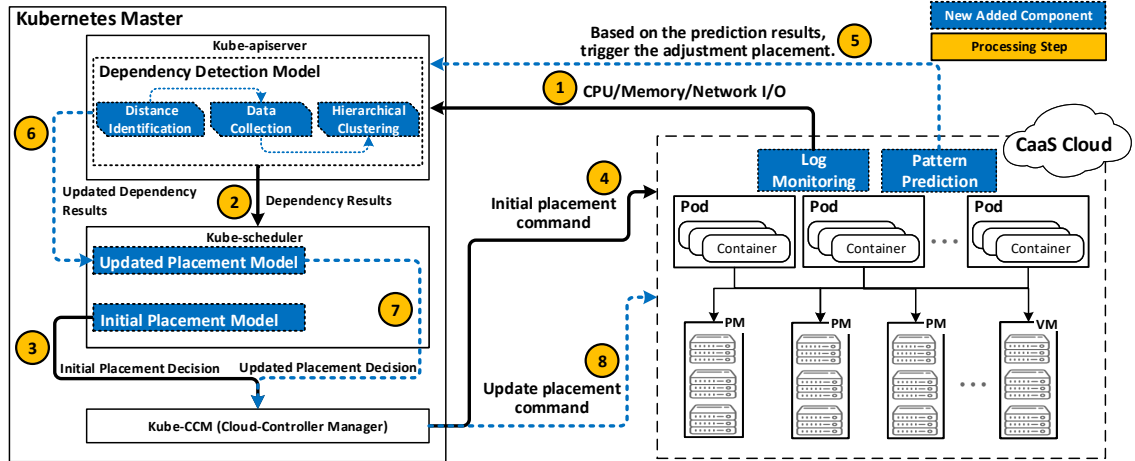 Kubernetes Master
Kube-apiserver
Dependency Detection Model
Distance
Identification
Data
Collection
Hierarchical
Clustering
6
Updated Dependency
Results
2
Dependency Results
Kube-scheduler
Updated Placement Model
Initial Placement Model
7
3
Initial Placement Decision
Updated Placement Decision
Kube-CCM (Cloud-Controller Manager)
Based on the prediction results,
trigger the adjustment placement.
5
1
CPU/Memory/Network I/O
New Added Component
Processing Step
4
Initial placement
command
8
Update placement
command
CaaS Cloud
Log
Monitoring
Pattern
Prediction
Pod
Container
Pod
Container
Pod
Container
PM
PM
PM
VM